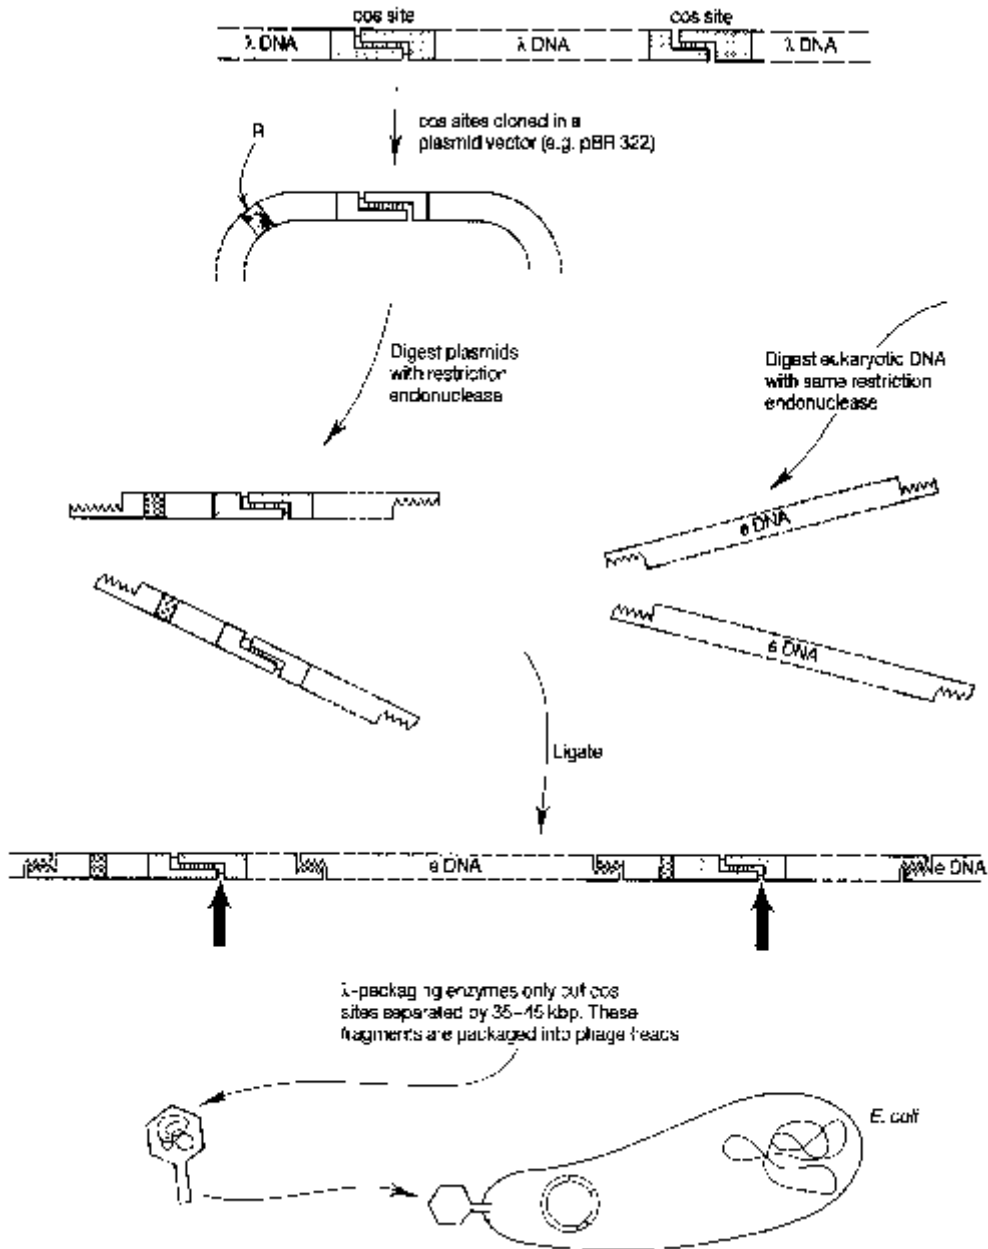 cos site
cos site
λ DNA
λ DNA
λ DNA
cos sites cloned in a
plasmid vector (e.g. pBR 322)
R
Digest plasmids
with restriction
endonuclease
Digest eukaryotic DNA
with same restriction
endonuclease
e DNA
e DNA
Ligate
e DNA
e DNA
λ-packaging enzymes only cut cos
sites separated by 35–45 kbp. These
fragments are packaged into phage heads
E. coli